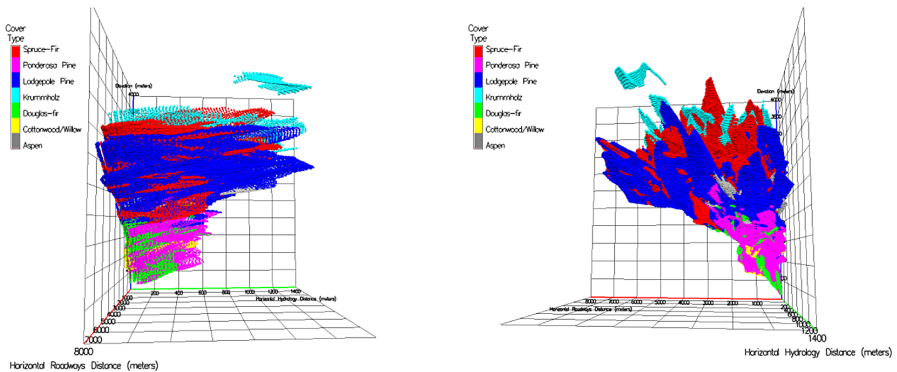 Cover
Type
Spruce-Fir
Ponderosa Pine
Lodgepole Pine
Krummholz
Douglas-fir
Cottonwood/Willow
Aspen
Elevation (meters)
4000
200 400 600 800 1000 1200 1400
Horizontal Hydrology Distance (meters)
6000
7000
8000
Horizontal Roadways Distance (meters)
Cover
Type
Spruce-Fir
Ponderosa Pine
Lodgepole Pine
Krummholz
Douglas-fir
Cottonwood/Willow
Aspen
Elevation (meters)
4000
3500
8000 7000 6000 5000 4000 3000 2000 1000
Horizontal Roadways Distance (meters)
1200
1400
Horizontal Hydrology Distance (meters)